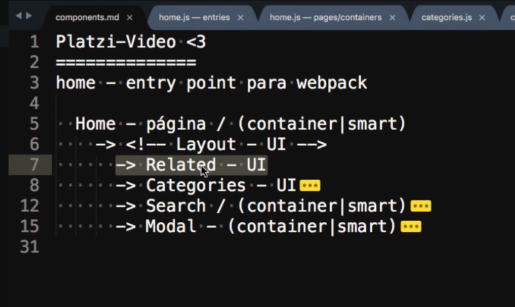 components.md ×
home.js — entries ×
home.js — pages/containers ×
categories.js ×
1 Platzi-Video <3
2 ==============
3 home - entry point para webpack
4
5 Home - página / (container|smart)
6 -> <!-- Layout - UI -->
7 -> Related - UI
8 -> Categories - UI
12 -> Search / (container|smart)
15 -> Modal - (container|smart)
31